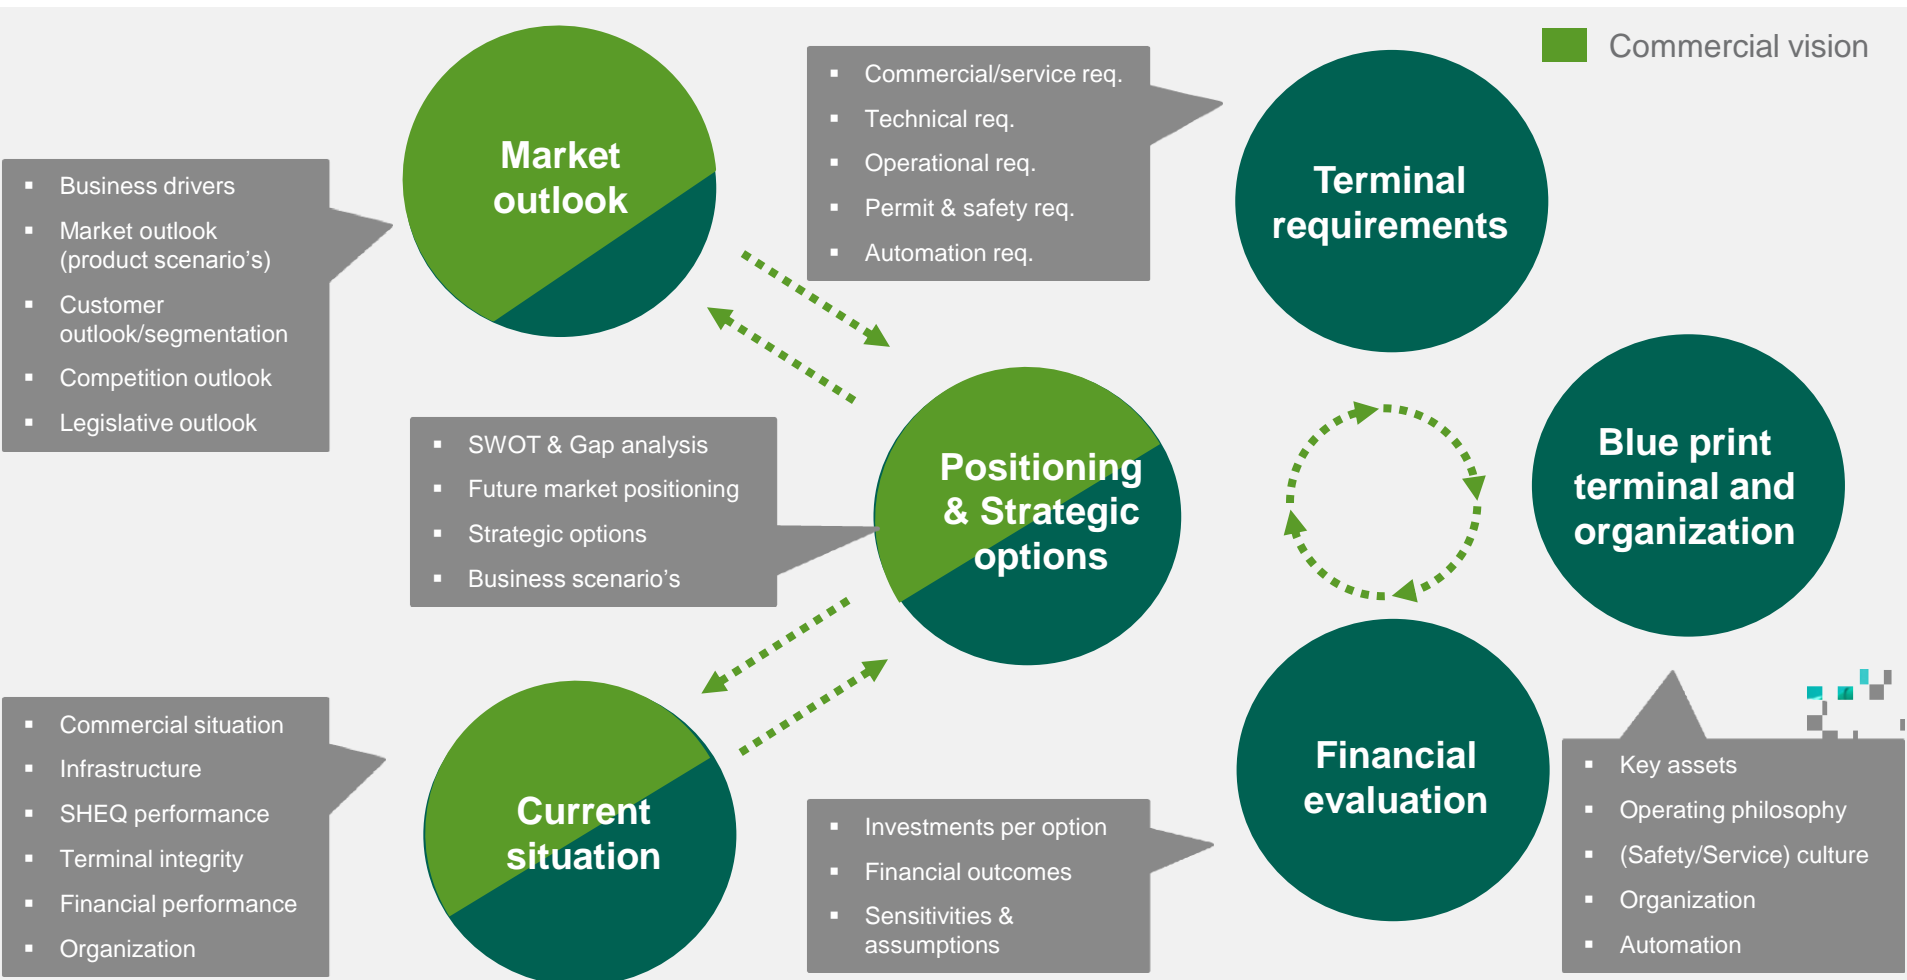 Commercial vision
Market
outlook
Business drivers
Market outlook
(product scenario’s)
Customer
outlook/segmentation
Competition outlook
Legislative outlook
Commercial/service req.
Technical req.
Operational req.
Permit & safety req.
Automation req.
Terminal
requirements
SWOT & Gap analysis
Future market positioning
Strategic options
Business scenario’s
Positioning
& Strategic
options
Blue print
terminal and
organization
Commercial situation
Infrastructure
SHEQ performance
Terminal integrity
Financial performance
Organization
Current
situation
Investments per option
Financial outcomes
Sensitivities &
assumptions
Financial
evaluation
Key assets
Operating philosophy
(Safety/Service) culture
Organization
Automation